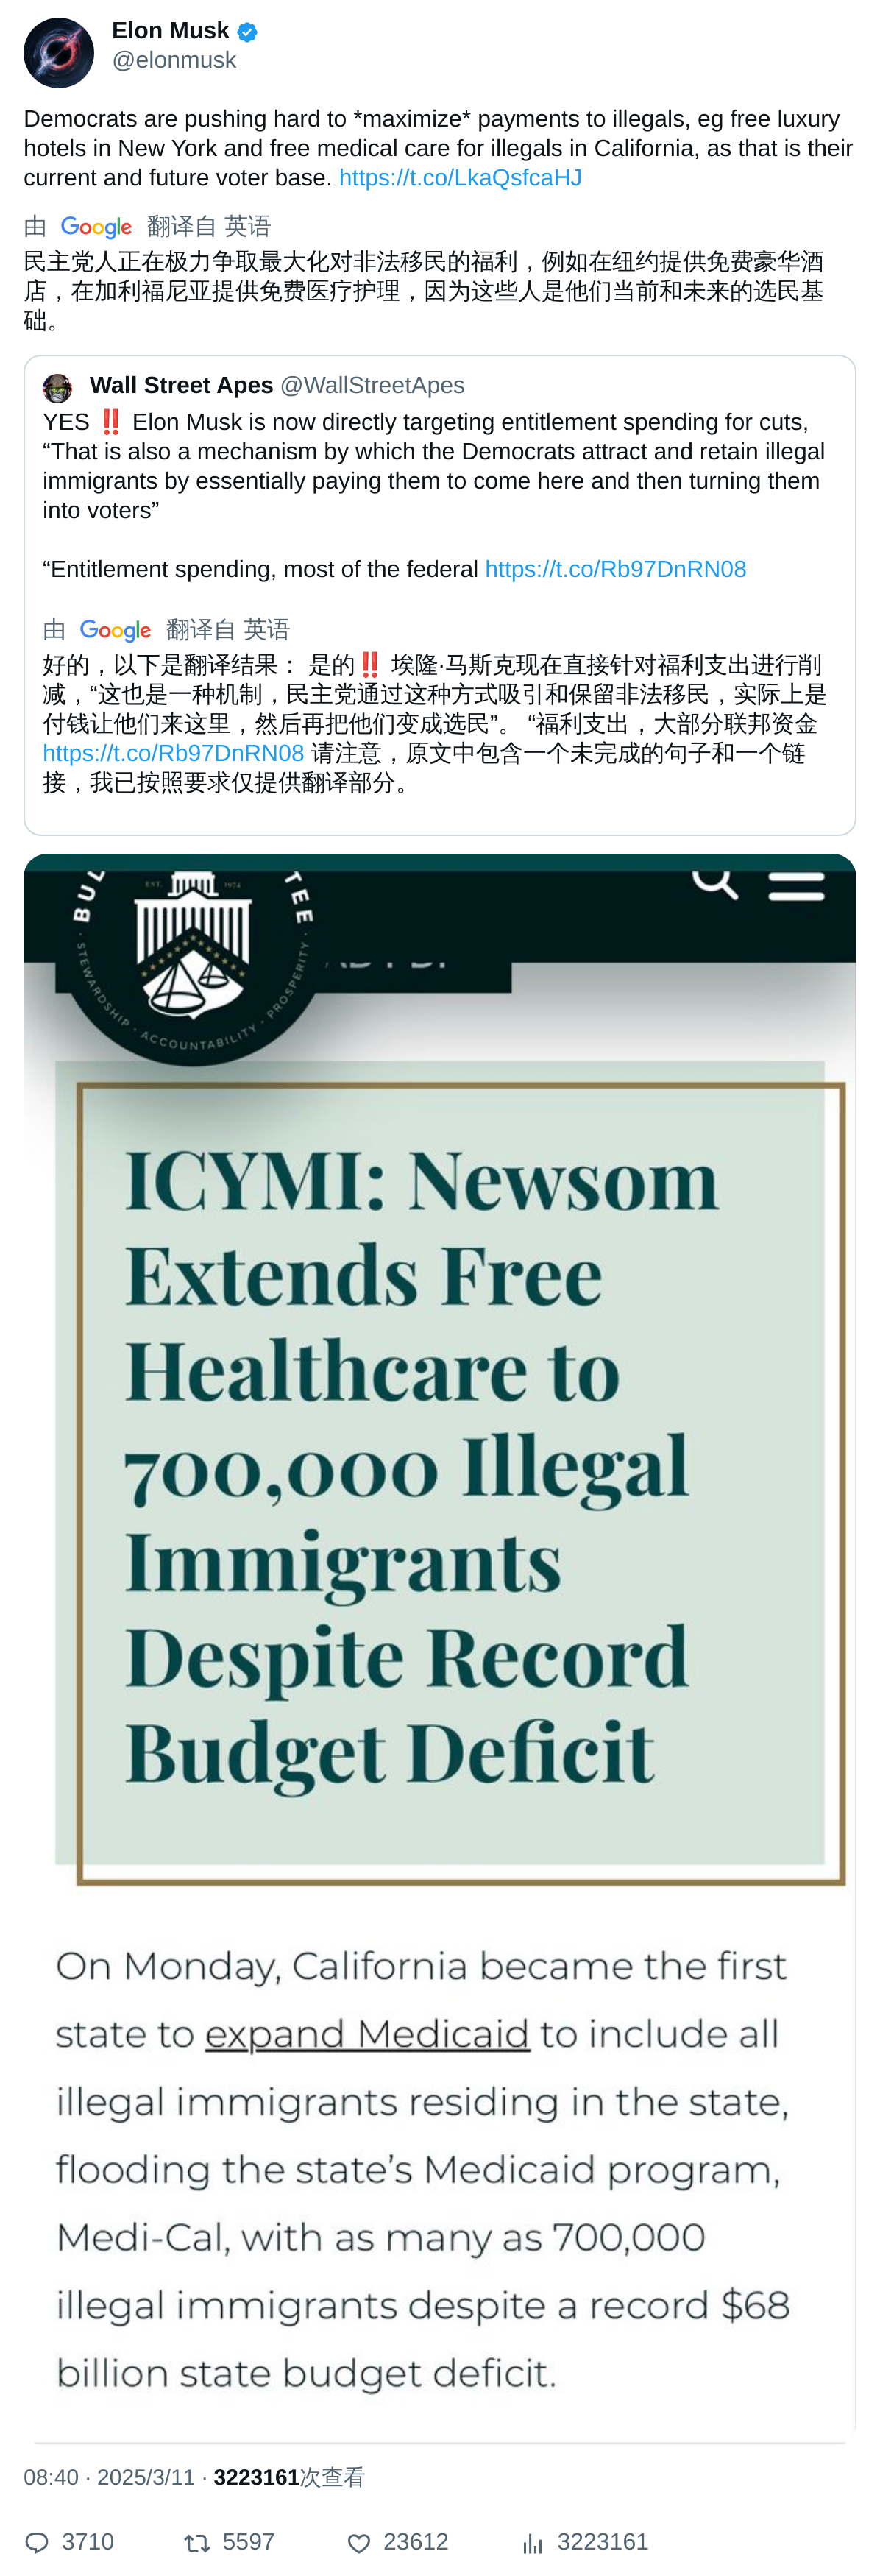 Elon Musk
@elonmusk
Democrats are pushing hard to *maximize* payments to illegals, eg free luxury
hotels in New York and free medical care for illegals in California, as that is their
current and future voter base. https://t.co/LkaQsfcaHJ
由 Google 翻译自 英语
民主党人正在极力争取最大化对非法移民的福利，例如在纽约提供免费豪华酒
店，在加利福尼亚提供免费医疗护理，因为这些人是他们当前和未来的选民基
础。
Wall Street Apes @WallStreetApes
YES ‼️ Elon Musk is now directly targeting entitlement spending for cuts,
“That is also a mechanism by which the Democrats attract and retain illegal
immigrants by essentially paying them to come here and then turning them
into voters”
“Entitlement spending, most of the federal https://t.co/Rb97DnRN08
由 Google 翻译自 英语
好的，以下是翻译结果： 是的‼️ 埃隆·马斯克现在直接针对福利支出进行削
减，“这也是一种机制，民主党通过这种方式吸引和保留非法移民，实际上是
付钱让他们来这里，然后再把他们变成选民”。 “福利支出，大部分联邦资金
https://t.co/Rb97DnRN08 请注意，原文中包含一个未完成的句子和一个链
接，我已按照要求仅提供翻译部分。
BU TEE
EST. 1974
· STEWARDSHIP · ACCOUNTABILITY · PROSPERITY ·
ICYMI: Newsom
Extends Free
Healthcare to
700,000 Illegal
Immigrants
Despite Record
Budget Deficit
On Monday, California became the first
state to expand Medicaid to include all
illegal immigrants residing in the state,
flooding the state’s Medicaid program,
Medi-Cal, with as many as 700,000
illegal immigrants despite a record $68
billion state budget deficit.
08:40 · 2025/3/11 · 3223161次查看
3710 5597 23612 3223161